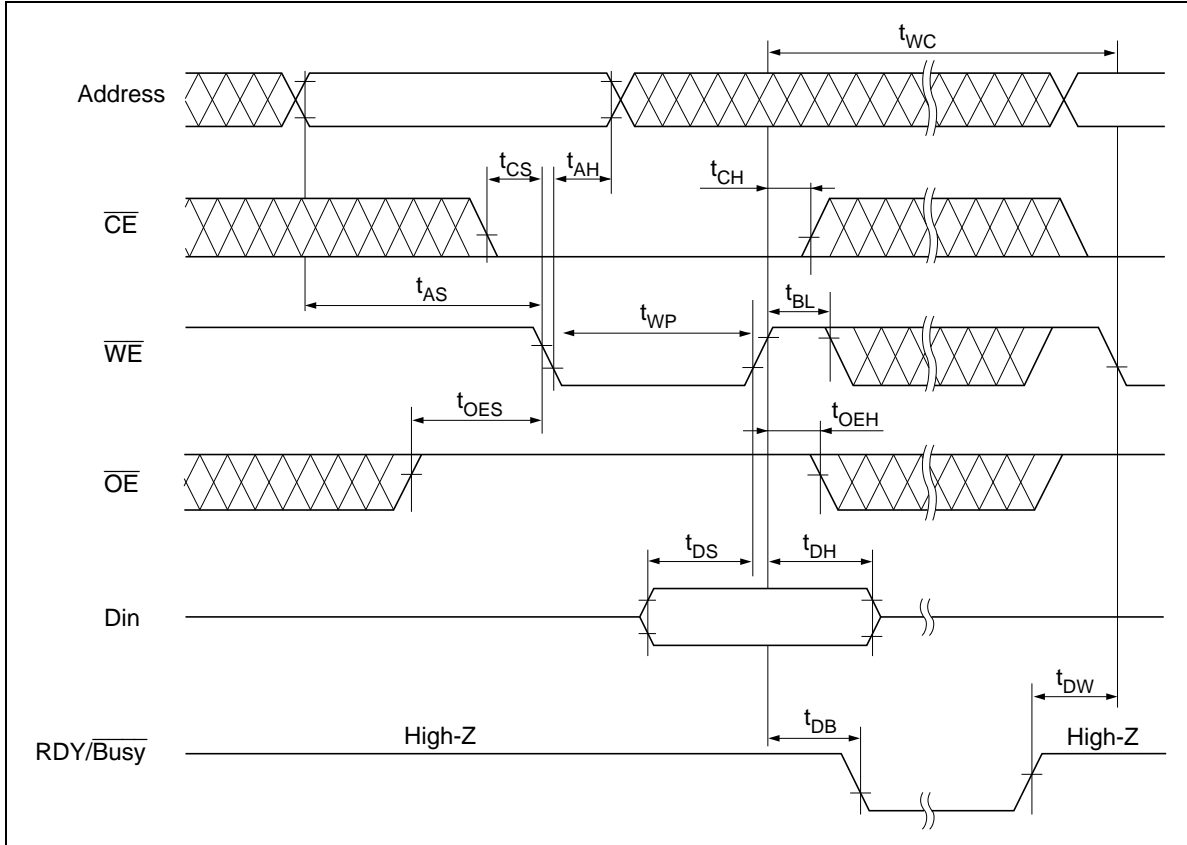 tWC
Address
tCS tAH
tCH
CE
tAS
tBL
tWP
WE
tOES
tOEH
OE
tDS tDH
Din
tDW
tDB
High-Z High-Z
RDY/Busy